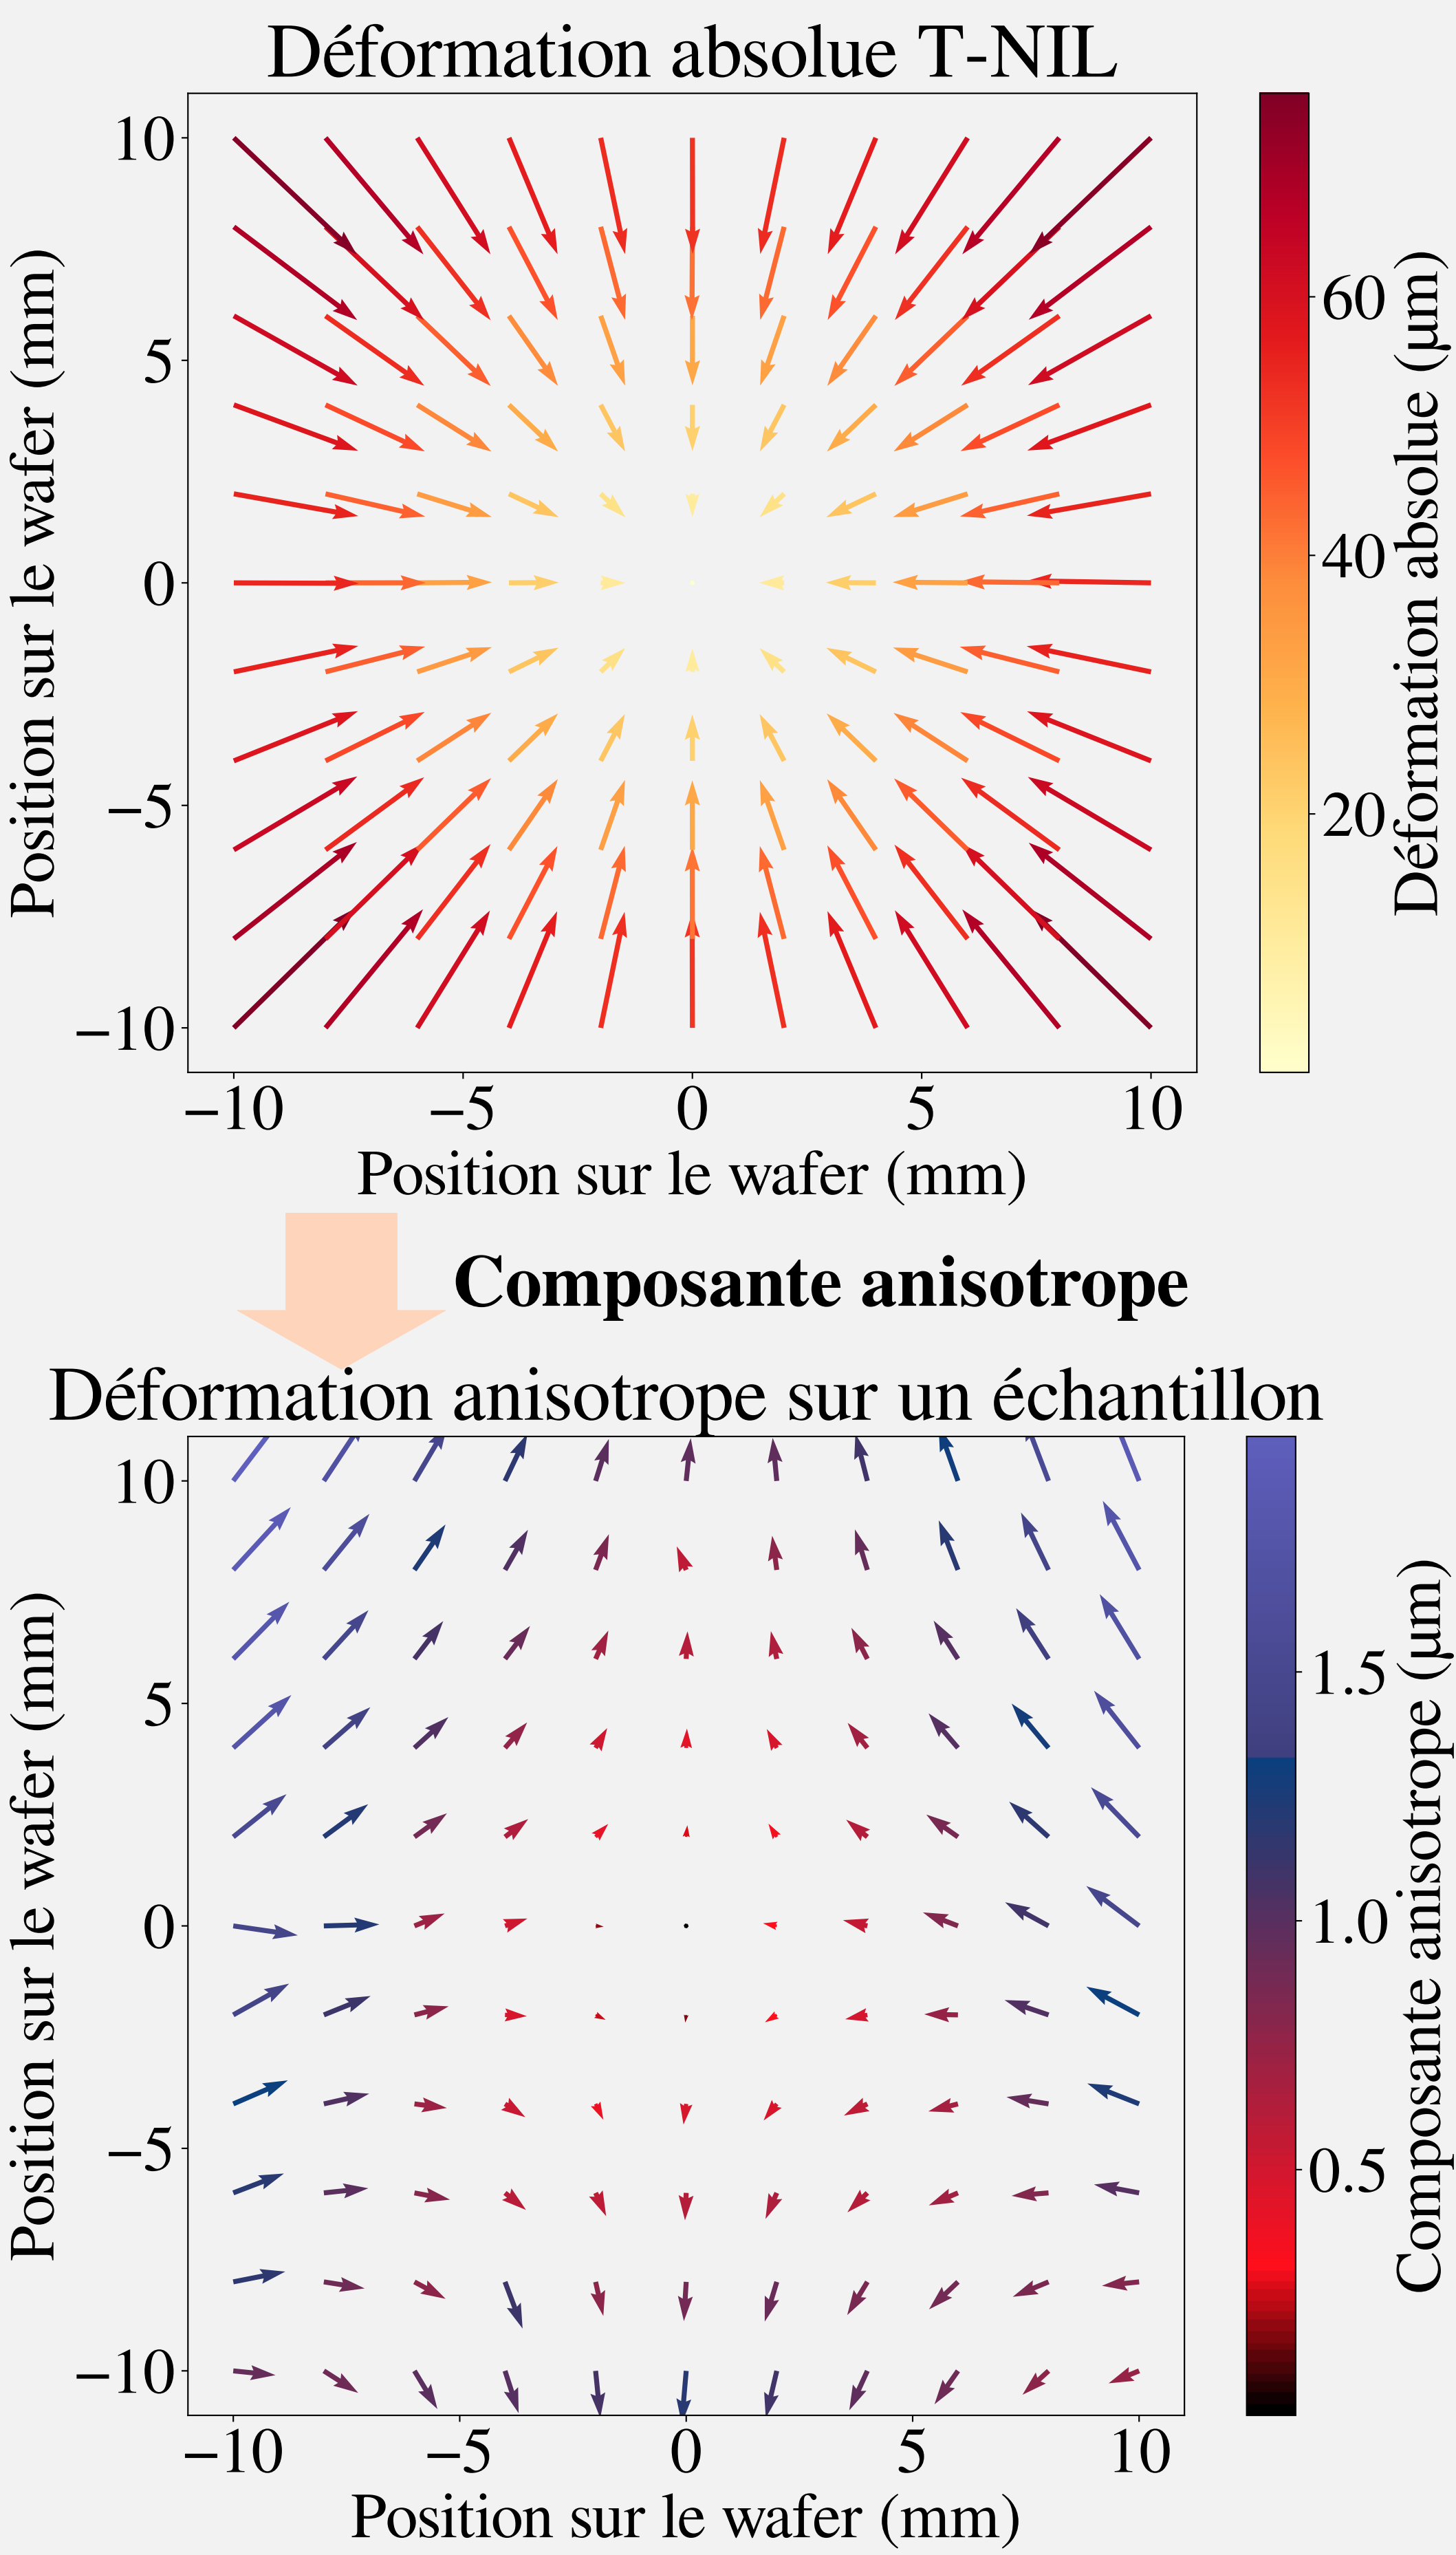 Déformation absolue T-NIL
10
5
0
−5
−10
Position sur le wafer (mm)
−10 −5 0 5 10
Position sur le wafer (mm)
60
40
20
Déformation absolue (µm)
Composante anisotrope
Déformation anisotrope sur un échantillon
10
5
0
−5
−10
Position sur le wafer (mm)
−10 −5 0 5 10
Position sur le wafer (mm)
1.5
1.0
0.5
Composante anisotrope (µm)